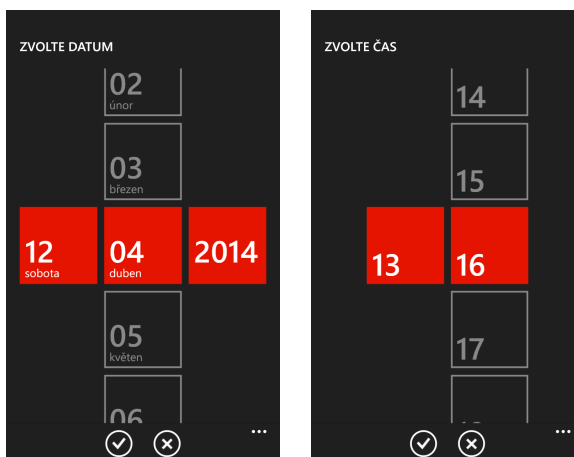 ZVOLTE DATUM
02
únor
03
březen
12
sobota
04
duben
2014
05
květen
06
ZVOLTE ČAS
14
15
13
16
17